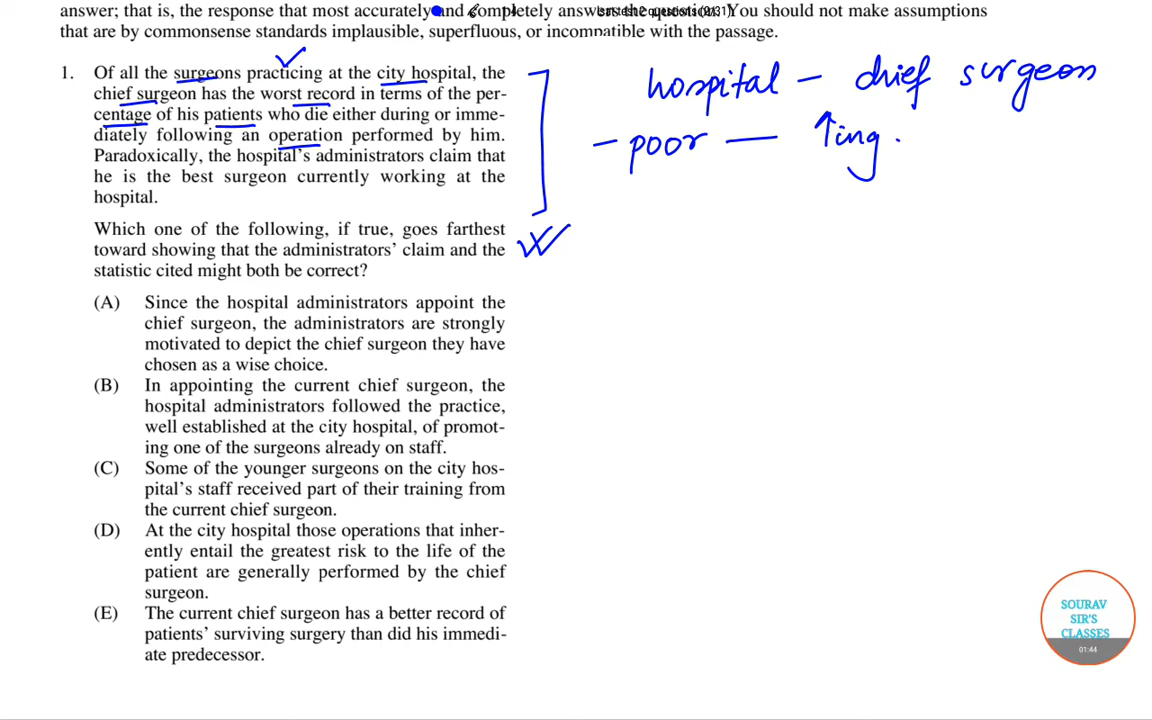 answer; that is, the response that most accurately and completely answers the question. You should not make assumptions
that are by commonsense standards implausible, superfluous, or incompatible with the passage.
1. Of all the surgeons practicing at the city hospital, the
chief surgeon has the worst record in terms of the per-
centage of his patients who die either during or imme-
diately following an operation performed by him.
Paradoxically, the hospital's administrators claim that
he is the best surgeon currently working at the
hospital.
hospital – chief surgeon
– poor — ↑ing.
Which one of the following, if true, goes farthest
toward showing that the administrators' claim and the
statistic cited might both be correct?
(A) Since the hospital administrators appoint the
chief surgeon, the administrators are strongly
motivated to depict the chief surgeon they have
chosen as a wise choice.
(B) In appointing the current chief surgeon, the
hospital administrators followed the practice,
well established at the city hospital, of promot-
ing one of the surgeons already on staff.
(C) Some of the younger surgeons on the city hos-
pital's staff received part of their training from
the current chief surgeon.
(D) At the city hospital those operations that inher-
ently entail the greatest risk to the life of the
patient are generally performed by the chief
surgeon.
(E) The current chief surgeon has a better record of
patients' surviving surgery than did his immedi-
ate predecessor.
SOURAV
SIR'S
CLASSES
01:44